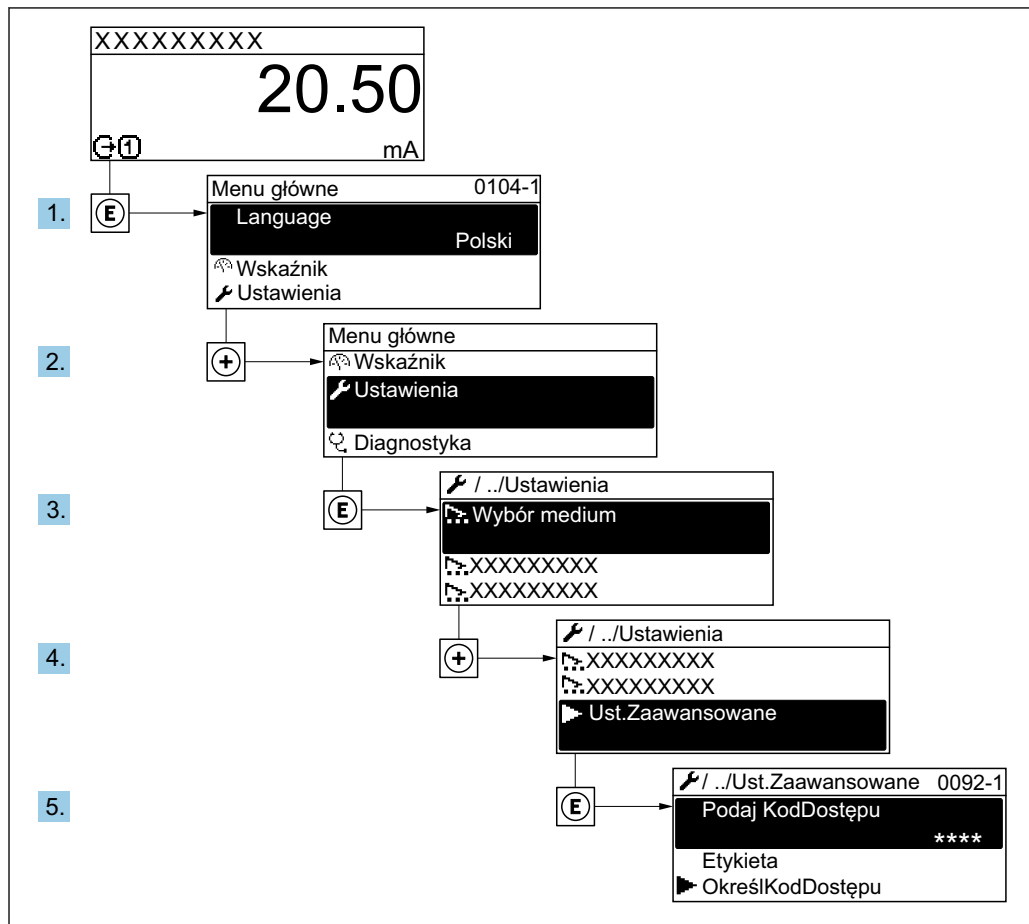 XXXXXXXXX
20.50
1 mA
1. E
Menu główne 0104-1
Language
Polski
Wskaźnik
Ustawienia
2. +
Menu główne
Wskaźnik
Ustawienia
Diagnostyka
3. E
/ ../Ustawienia
Wybór medium
XXXXXXXXX
XXXXXXXXX
4. +
/ ../Ustawienia
XXXXXXXXX
XXXXXXXXX
Ust.Zaawansowane
5. E
/ ../Ust.Zaawansowane 0092-1
Podaj KodDostępu
****
Etykieta
OkreślKodDostępu